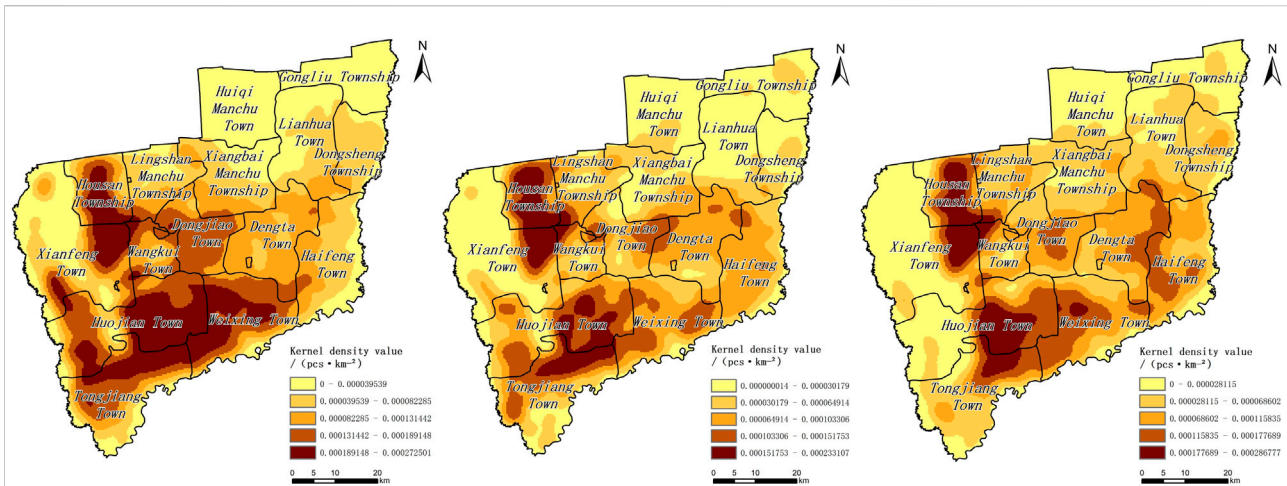 N
Gongliu Township
Huiqi
Manchu
Town
Lianhua
Town
Dongsheng
Township
Lingshan
Manchu
Township
Xiangbai
Manchu
Township
Housan
Township
Dongjiao
Town
Dengta
Town
Xianfeng
Town
Wangkui
Town
Haifeng
Town
Huojian Town
Weixing Town
Tongjiang
Town
Kernel density value
/ (pcs·km⁻²)
0 - 0.000039539
0.000039539 - 0.000082285
0.000082285 - 0.000131442
0.000131442 - 0.000189148
0.000189148 - 0.000272501
0 5 10 20
km
N
Gongliu Township
Huiqi
Manchu
Town
Lianhua
Town
Dongsheng
Township
Lingshan
Manchu
Township
Xiangbai
Manchu
Township
Housan
Township
Dongjiao
Town
Dengta
Town
Xianfeng
Town
Wangkui
Town
Haifeng
Town
Huojian Town
Weixing Town
Tongjiang
Town
Kernel density value
/ (pcs·km⁻²)
0.000000014 - 0.000030179
0.000030179 - 0.000064914
0.000064914 - 0.000103306
0.000103306 - 0.000151753
0.000151753 - 0.000233107
0 5 10 20
km
N
Gongliu Township
Huiqi
Manchu
Town
Lianhua
Town
Dongsheng
Township
Lingshan
Manchu
Township
Xiangbai
Manchu
Township
Housan
Township
Dongjiao
Town
Dengta
Town
Xianfeng
Town
Wangkui
Town
Haifeng
Town
Huojian Town
Weixing Town
Tongjiang
Town
Kernel density value
/ (pcs·km⁻²)
0 - 0.000028115
0.000028115 - 0.000068602
0.000068602 - 0.000115835
0.000115835 - 0.000177689
0.000177689 - 0.000286777
0 5 10 20
km